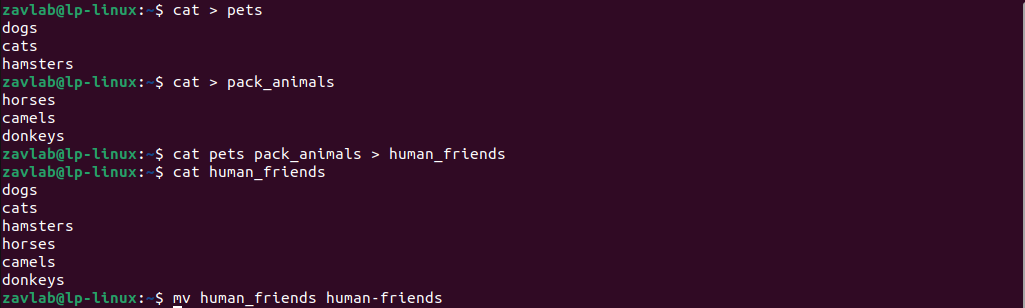 zavlab@lp-linux:~$ cat > pets
dogs
cats
hamsters
zavlab@lp-linux:~$ cat > pack_animals
horses
camels
donkeys
zavlab@lp-linux:~$ cat pets pack_animals > human_friends
zavlab@lp-linux:~$ cat human_friends
dogs
cats
hamsters
horses
camels
donkeys
zavlab@lp-linux:~$ mv human_friends human-friends